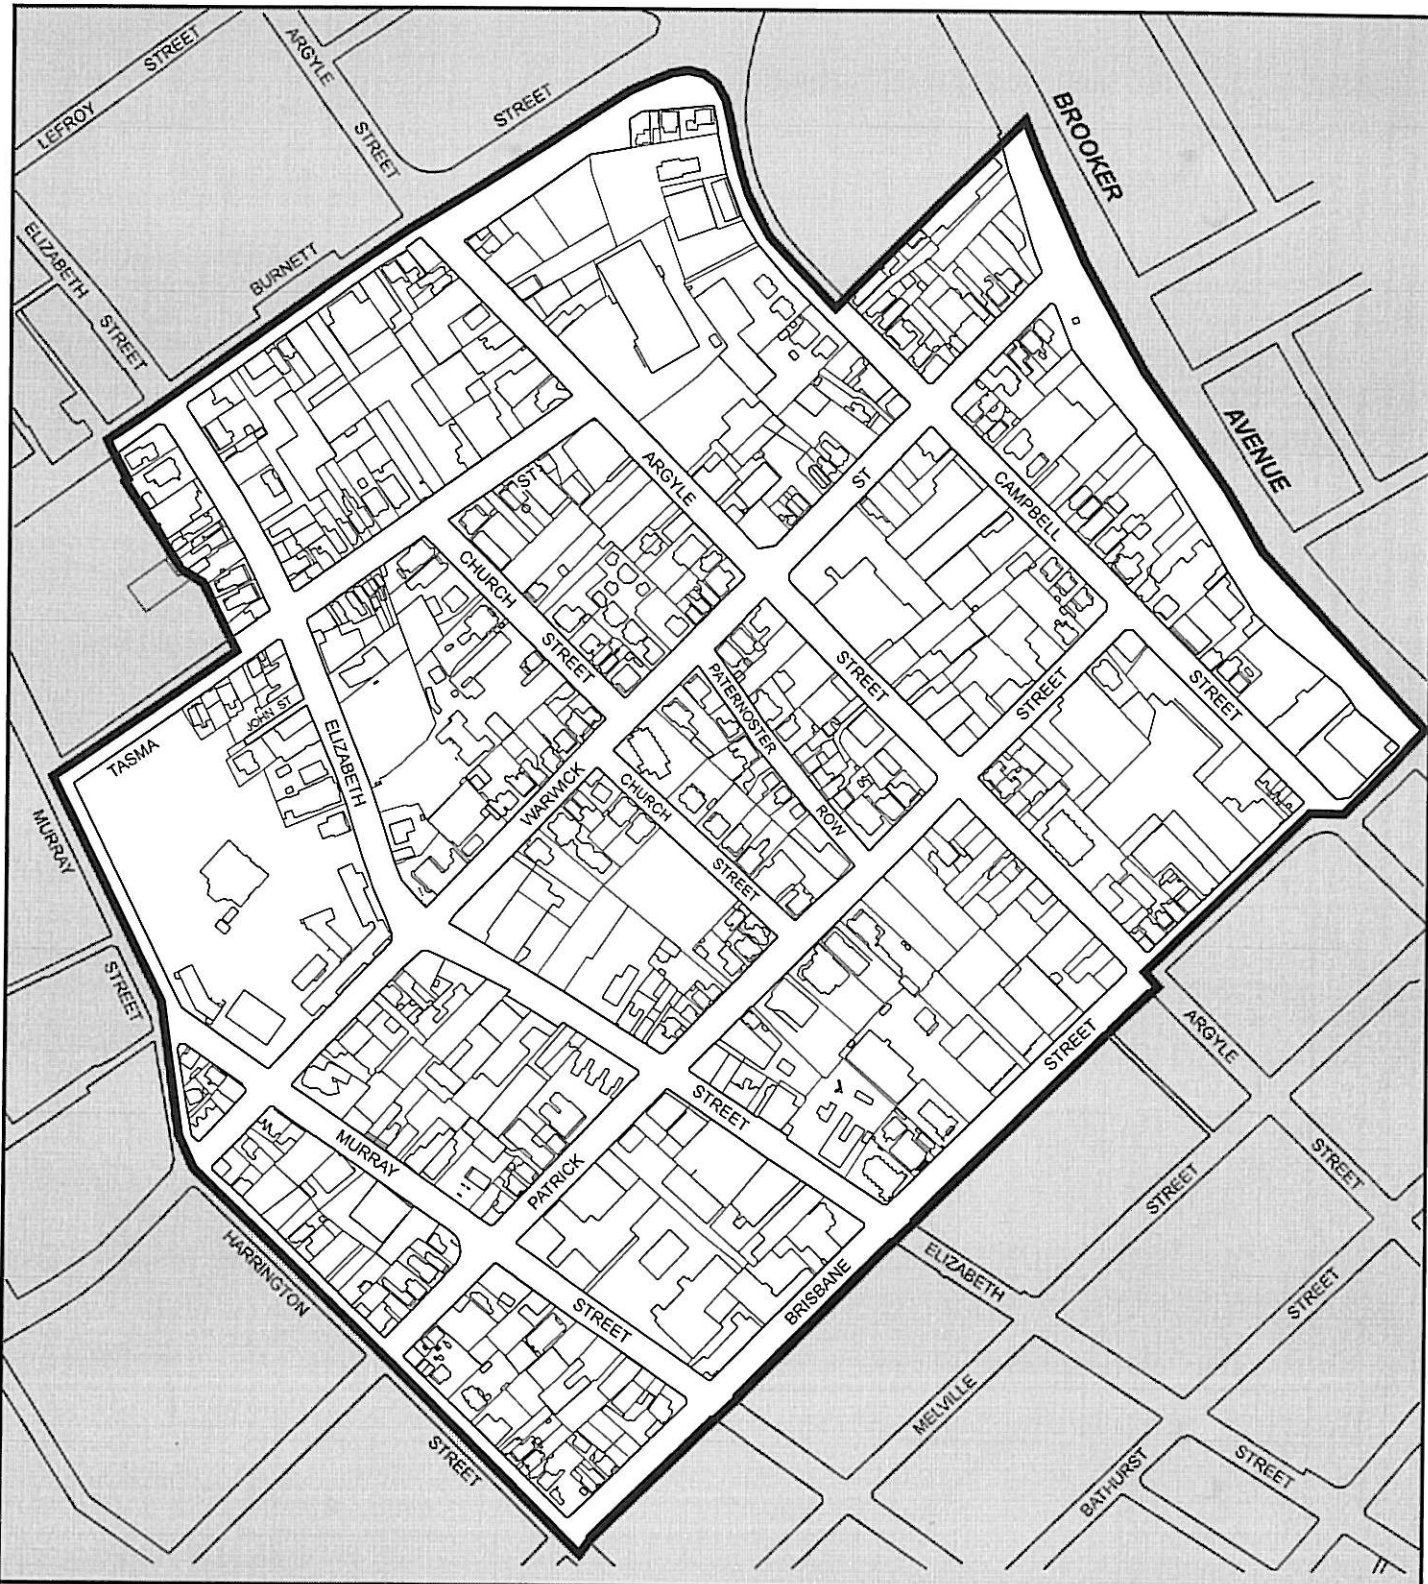 LEFROY STREET
ARGYLE STREET
STREET
BROOKER AVENUE
ELIZABETH STREET
BURNETT
ST
ARGYLE STREET
ST
CAMPBELL STREET
CHURCH STREET
PATERNOSTER ROW
STREET
TASMA
JOHN ST
ELIZABETH
WARWICK
CHURCH STREET
MURRAY STREET
STREET
ARGYLE STREET
STREET
MURRAY STREET
PATRICK
HARRINGTON STREET
BRISBANE
ELIZABETH STREET
STREET
STREET
MELVILLE
BATHURST